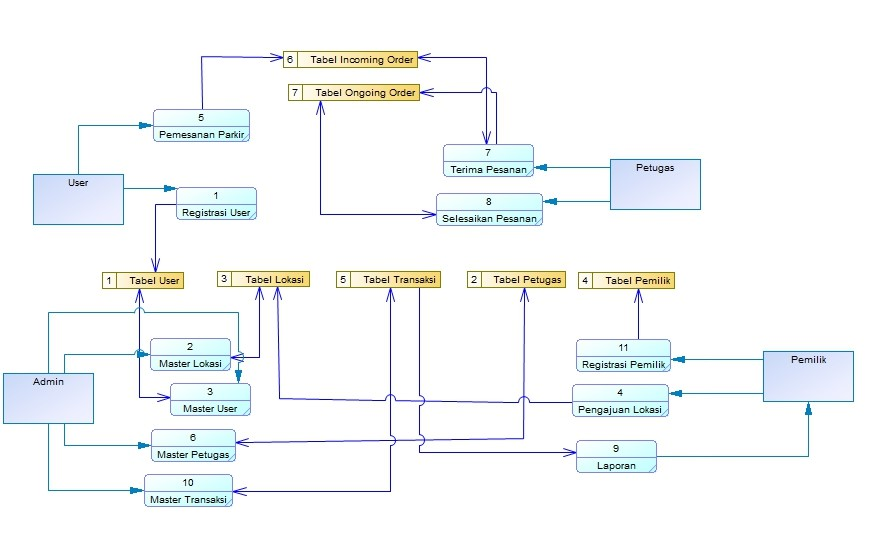 6 Tabel Incoming Order
7 Tabel Ongoing Order
5
Pemesanan Parkir
7
Terima Pesanan
Petugas
User
1
Registrasi User
8
Selesaikan Pesanan
1 Tabel User
3 Tabel Lokasi
5 Tabel Transaksi
2 Tabel Petugas
4 Tabel Pemilik
2
Master Lokasi
11
Registrasi Pemilik
Pemilik
Admin
3
Master User
4
Pengajuan Lokasi
6
Master Petugas
9
Laporan
10
Master Transaksi